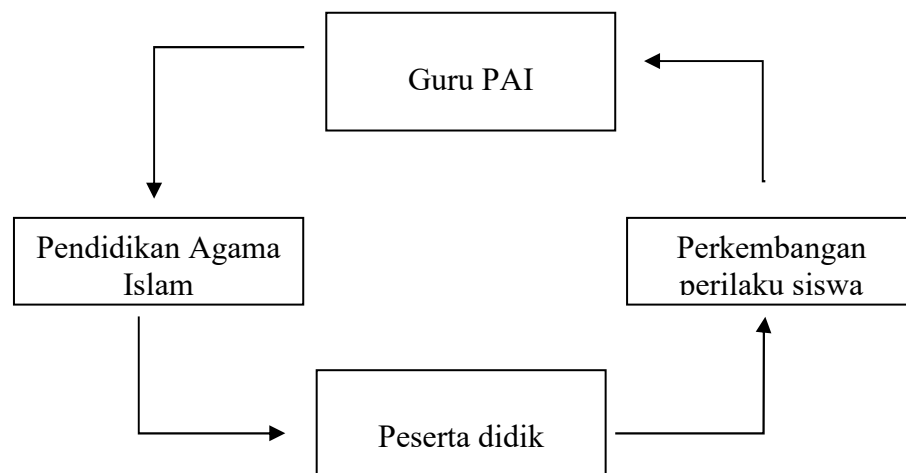 Guru PAI
Pendidikan Agama
Islam
Perkembangan
perilaku siswa
Peserta didik